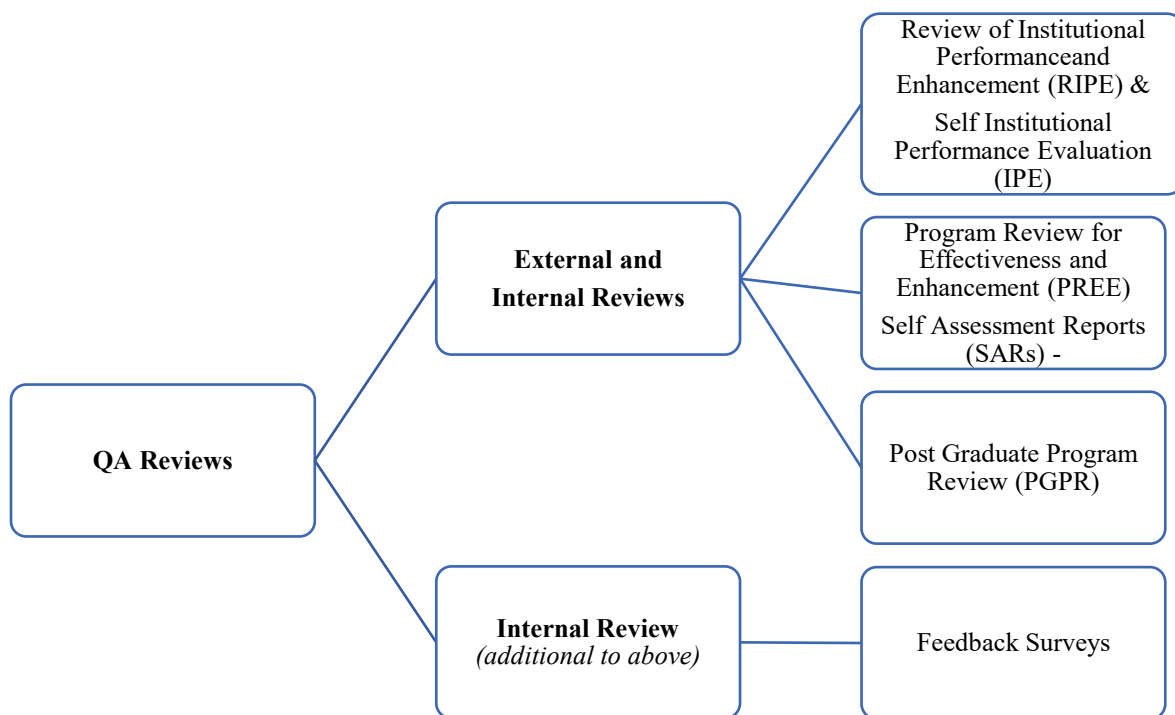 QA Reviews
External and
Internal Reviews
Review of Institutional
Performanceand
Enhancement (RIPE) &
Self Institutional
Performance Evaluation
(IPE)
Program Review for
Effectiveness and
Enhancement (PREE)
Self Assessment Reports
(SARs) -
Post Graduate Program
Review (PGPR)
Internal Review
(additional to above)
Feedback Surveys